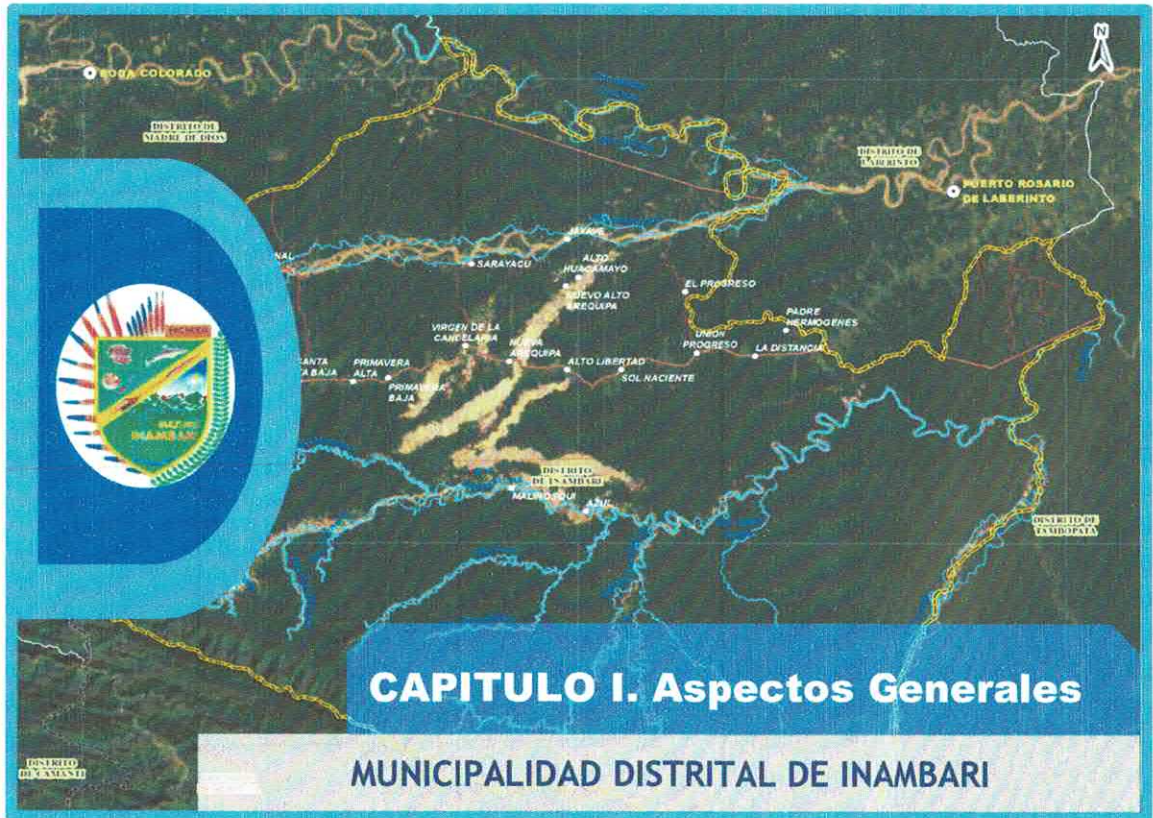 N
BOCA COLORADO
DISTRITO DE
MADRE DE DIOS
DISTRITO DE
LABERINTO
PUERTO ROSARIO
DE LABERINTO
JAYAVE
SARAYACU
ALTO
HUACAMAYO
NUEVO ALTO
AREQUIPA
EL PROGRESO
PADRE
HERMOGENES
VIRGEN DE LA
CANDELARIA
NUEVA
AREQUIPA
UNION
PROGRESO
LA DISTANCIA
PRIMAVERA
ALTA
PRIMAVERA
BAJA
ALTO LIBERTAD
SOL NACIENTE
DISTRITO
DE INAMBARI
MALINOSQUI
AZUL
DISTRITO DE
TAMBOPATA
INAMBARI
CAPITULO I. Aspectos Generales
DISTRITO
DE CAMANTI
MUNICIPALIDAD DISTRITAL DE INAMBARI